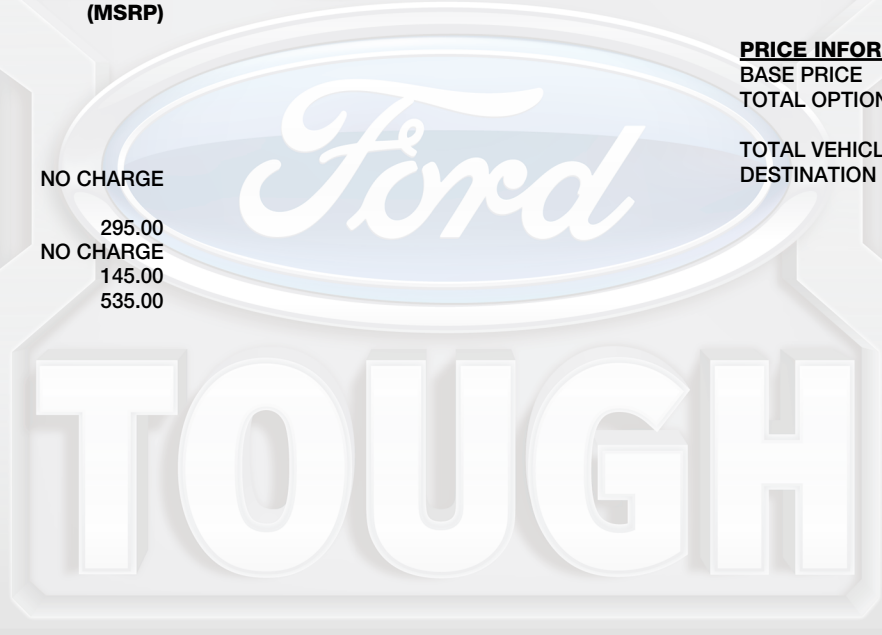 (MSRP)
NO CHARGE
295.00
NO CHARGE
145.00
535.00
PRICE INFOR
BASE PRICE
TOTAL OPTION
TOTAL VEHICL
DESTINATION
Ford
TOUGH